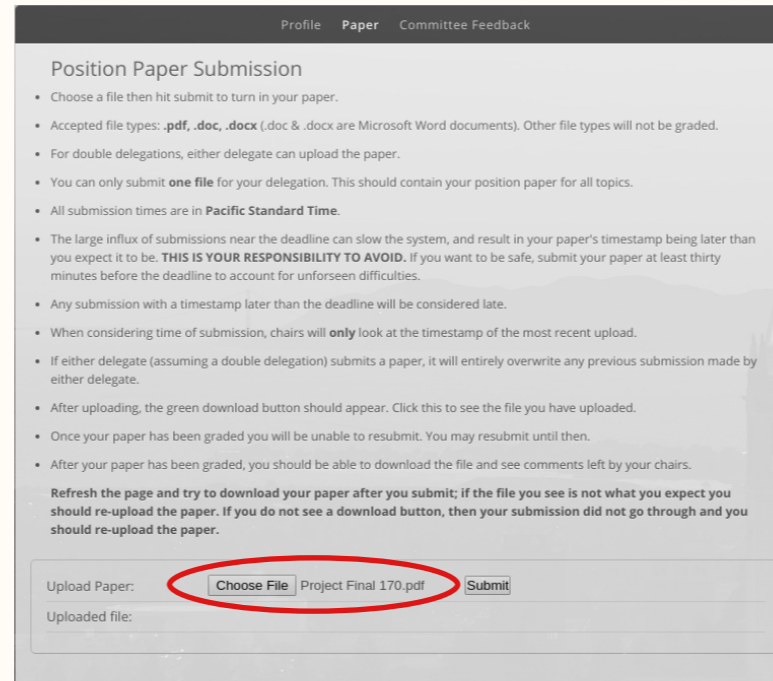 Profile Paper Committee Feedback
Position Paper Submission
• Choose a file then hit submit to turn in your paper.
• Accepted file types: .pdf, .doc, .docx (.doc & .docx are Microsoft Word documents). Other file types will not be graded.
• For double delegations, either delegate can upload the paper.
• You can only submit one file for your delegation. This should contain your position paper for all topics.
• All submission times are in Pacific Standard Time.
• The large influx of submissions near the deadline can slow the system, and result in your paper's timestamp being later than
you expect it to be. THIS IS YOUR RESPONSIBILITY TO AVOID. If you want to be safe, submit your paper at least thirty
minutes before the deadline to account for unforseen difficulties.
• Any submission with a timestamp later than the deadline will be considered late.
• When considering time of submission, chairs will only look at the timestamp of the most recent upload.
• If either delegate (assuming a double delegation) submits a paper, it will entirely overwrite any previous submission made by
either delegate.
• After uploading, the green download button should appear. Click this to see the file you have uploaded.
• Once your paper has been graded you will be unable to resubmit. You may resubmit until then.
• After your paper has been graded, you should be able to download the file and see comments left by your chairs.
Refresh the page and try to download your paper after you submit; if the file you see is not what you expect you
should re-upload the paper. If you do not see a download button, then your submission did not go through and you
should re-upload the paper.
Upload Paper: Choose File Project Final 170.pdf Submit
Uploaded file: